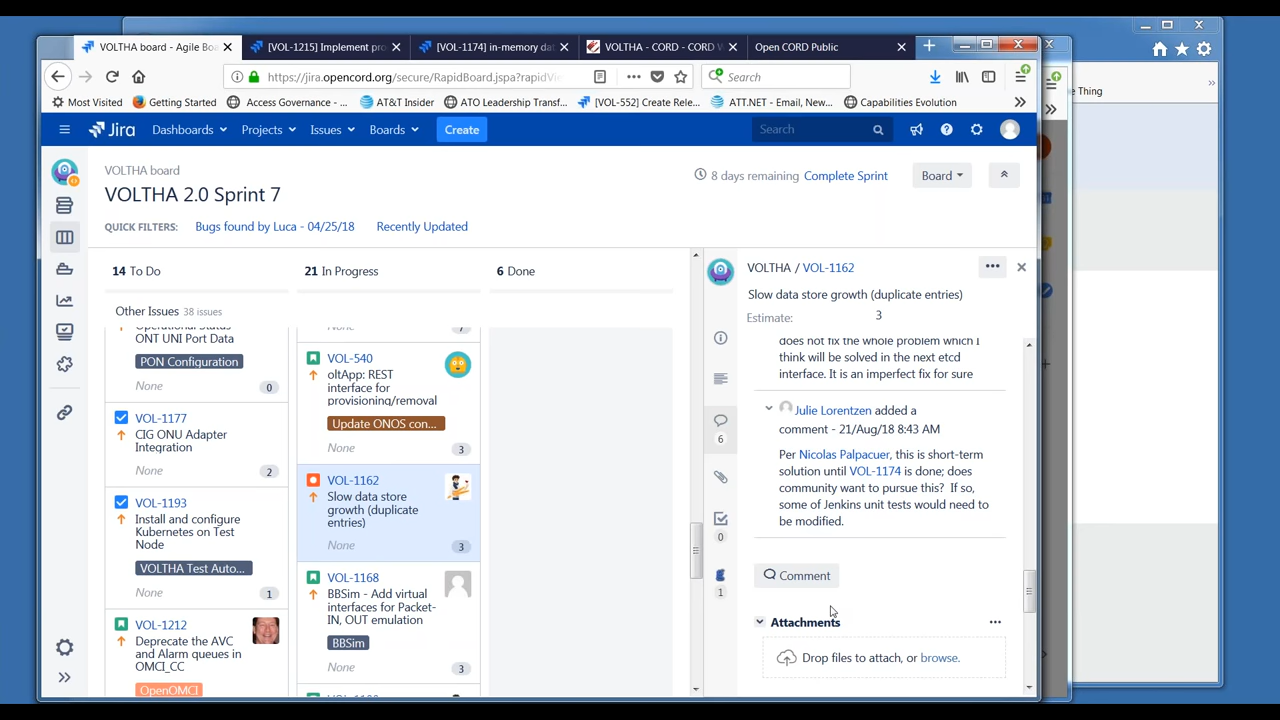 VOLTHA board - Agile Boa
[VOL-1215] Implement pro
[VOL-1174] in-memory dat
VOLTHA - CORD - CORD W
Open CORD Public
https://jira.opencord.org/secure/RapidBoard.jspa?rapidVie
Search
Most Visited
Getting Started
Access Governance - ...
AT&T Insider
ATO Leadership Transf...
[VOL-552] Create Rele...
ATT.NET - Email, New...
Capabilities Evolution
e Thing
Jira
Dashboards
Projects
Issues
Boards
Create
Search
VOLTHA board
VOLTHA 2.0 Sprint 7
8 days remaining Complete Sprint
Board
QUICK FILTERS: Bugs found by Luca - 04/25/18 Recently Updated
14 To Do
21 In Progress
6 Done
Other Issues 38 issues
Operational Status
ONT UNI Port Data
PON Configuration
None
0
VOL-1177
CIG ONU Adapter
Integration
None
2
VOL-1193
Install and configure
Kubernetes on Test
Node
VOLTHA Test Auto...
None
1
VOL-1212
Deprecate the AVC
and Alarm queues in
OMCI_CC
OpenOMCI
None
VOL-540
oltApp: REST
interface for
provisioning/removal
Update ONOS con...
None
3
VOL-1162
Slow data store
growth (duplicate
entries)
None
3
VOL-1168
BBSim - Add virtual
interfaces for Packet-
IN, OUT emulation
BBSim
None
3
VOLTHA / VOL-1162
Slow data store growth (duplicate entries)
Estimate: 3
6
0
1
does not fix the whole problem which I
think will be solved in the next etcd
interface. It is an imperfect fix for sure
Julie Lorentzen added a
comment - 21/Aug/18 8:43 AM
Per Nicolas Palpacuer, this is short-term
solution until VOL-1174 is done; does
community want to pursue this? If so,
some of Jenkins unit tests would need to
be modified.
Comment
Attachments
Drop files to attach, or browse.